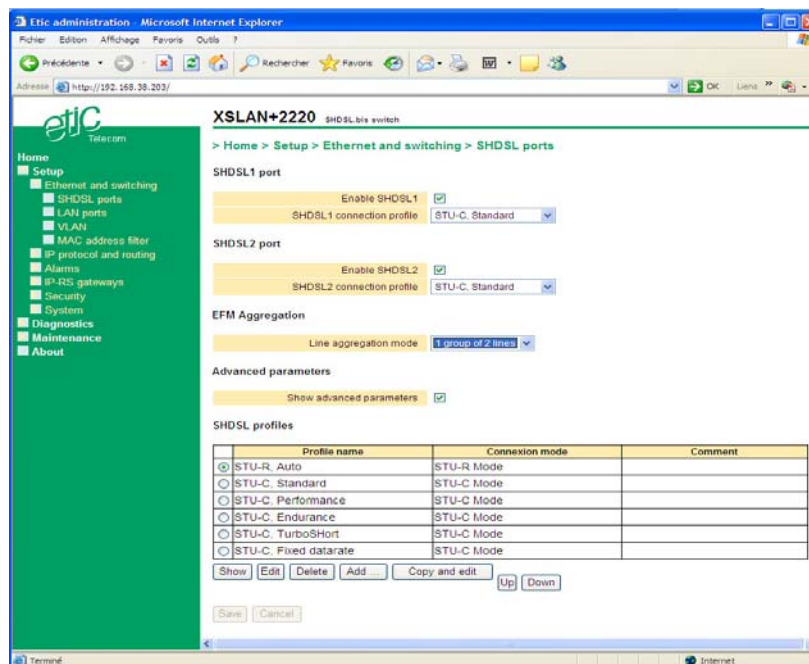 Etic administration - Microsoft Internet Explorer
Fichier Edition Affichage Favoris Outils ?
Précédente Rechercher Favoris
Adresse http://192.168.38.203/ OK Liens »
etic
Telecom
XSLAN+2220 SHDSL.bis switch
> Home > Setup > Ethernet and switching > SHDSL ports
Home
Setup
Ethernet and switching
SHDSL ports
LAN ports
VLAN
MAC address filter
IP protocol and routing
Alarms
IP-RS gateways
Security
System
Diagnostics
Maintenance
About
SHDSL1 port
Enable SHDSL1
SHDSL1 connection profile STU-C, Standard
SHDSL2 port
Enable SHDSL2
SHDSL2 connection profile STU-C, Standard
EFM Aggregation
Line aggregation mode 1 group of 2 lines
Advanced parameters
Show advanced parameters
SHDSL profiles
Profile name Connexion mode Comment
STU-R, Auto STU-R Mode
STU-C, Standard STU-C Mode
STU-C, Performance STU-C Mode
STU-C, Endurance STU-C Mode
STU-C, TurboSHort STU-C Mode
STU-C, Fixed datarate STU-C Mode
Show Edit Delete Add ... Copy and edit Up Down
Save Cancel
Terminé Internet